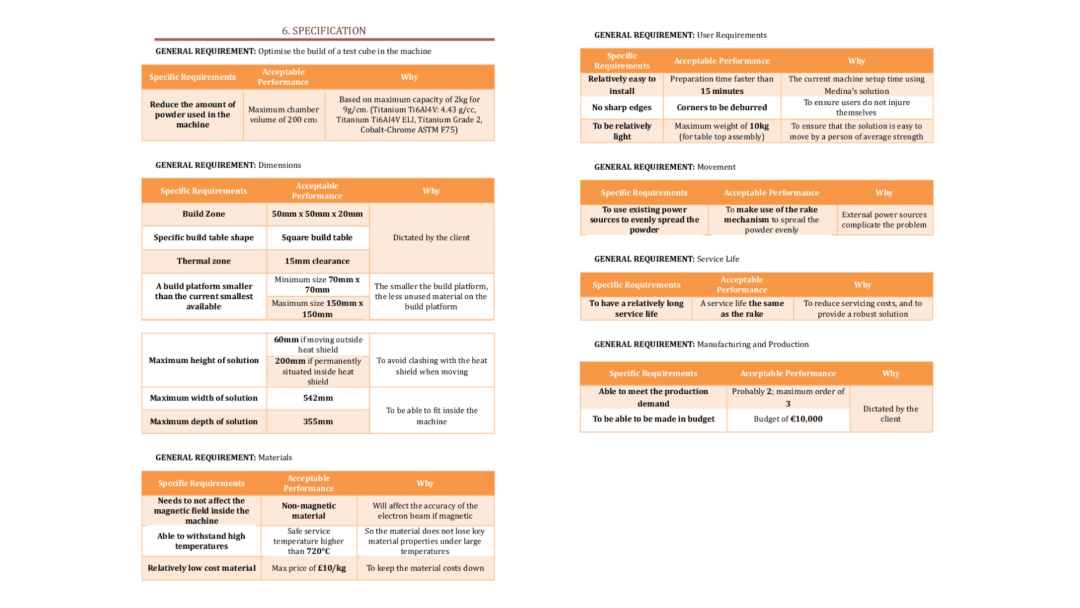 6. SPECIFICATION
GENERAL REQUIREMENT: Optimise the build of a test cube in the machine
Specific Requirements
Acceptable
Performance
Why
Reduce the amount of
powder used in the
machine
Maximum chamber
volume of 200 cm3
Based on maximum capacity of 2kg for
9g/cm. (Titanium Ti6Al4V: 4.43 g/cc,
Titanium Ti6Al4V ELI, Titanium Grade 2,
Cobalt-Chrome ASTM F75)
GENERAL REQUIREMENT: Dimensions
Specific Requirements
Acceptable
Performance
Why
Build Zone
50mm x 50mm x 20mm
Dictated by the client
Specific build table shape
Square build table
Thermal zone
15mm clearance
A build platform smaller
than the current smallest
available
Minimum size 70mm x
70mm
Maximum size 150mm x
150mm
The smaller the build platform,
the less unused material on the
build platform
Maximum height of solution
60mm if moving outside
heat shield
200mm if permanently
situated inside heat
shield
To avoid clashing with the heat
shield when moving
Maximum width of solution
542mm
To be able to fit inside the
machine
Maximum depth of solution
355mm
GENERAL REQUIREMENT: Materials
Specific Requirements
Acceptable
Performance
Why
Needs to not affect the
magnetic field inside the
machine
Non-magnetic
material
Will affect the accuracy of the
electron beam if magnetic
Able to withstand high
temperatures
Safe service
temperature higher
than 720°C
So the material does not lose key
material properties under large
temperatures
Relatively low cost material
Max price of £10/kg
To keep the material costs down
GENERAL REQUIREMENT: User Requirements
Specific
Requirements
Acceptable Performance
Why
Relatively easy to
install
Preparation time faster than
15 minutes
The current machine setup time using
Medina's solution
No sharp edges
Corners to be deburred
To ensure users do not injure
themselves
To be relatively
light
Maximum weight of 10kg
(for table top assembly)
To ensure that the solution is easy to
move by a person of average strength
GENERAL REQUIREMENT: Movement
Specific Requirements
Acceptable Performance
Why
To use existing power
sources to evenly spread the
powder
To make use of the rake
mechanism to spread the
powder evenly
External power sources
complicate the problem
GENERAL REQUIREMENT: Service Life
Specific Requirements
Acceptable
Performance
Why
To have a relatively long
service life
A service life the same
as the rake
To reduce servicing costs, and to
provide a robust solution
GENERAL REQUIREMENT: Manufacturing and Production
Specific Requirements
Acceptable Performance
Why
Able to meet the production
demand
Probably 2; maximum order of
3
Dictated by the
client
To be able to be made in budget
Budget of €10,000